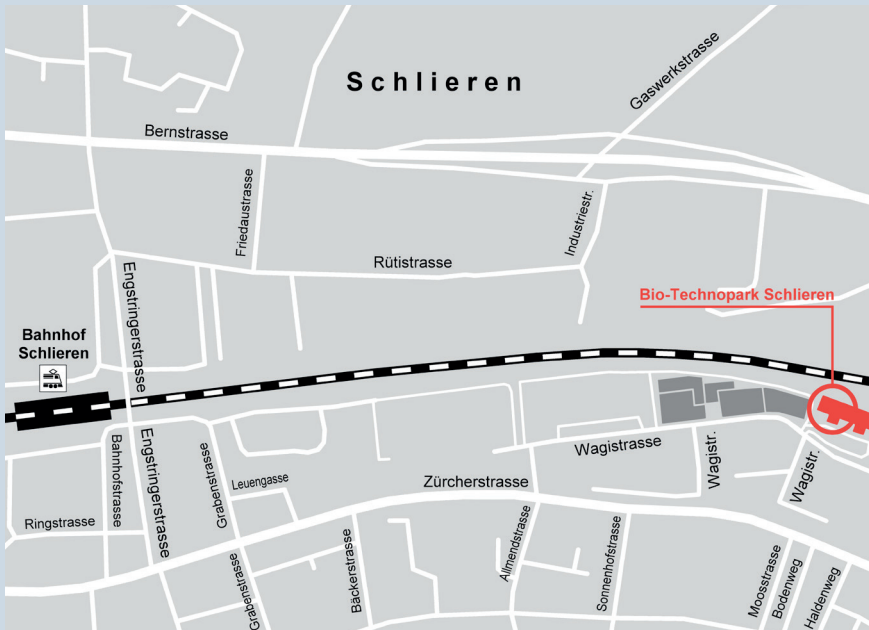 Schlieren
Gaswerkstrasse
Bernstrasse
Friedaustrasse
Industriestr.
Rütistrasse
Engstringerstrasse
Bio-Technopark Schlieren
Bahnhof
Schlieren
Bahnhofstrasse
Engstringerstrasse
Grabenstrasse
Leuengasse
Wagistrasse
Wagistr.
Wagistr.
Zürcherstrasse
Ringstrasse
Grabenstrasse
Bäckerstrasse
Allmendstrasse
Sonnenhofstrasse
Moosstrasse
Bodenweg
Haldenweg